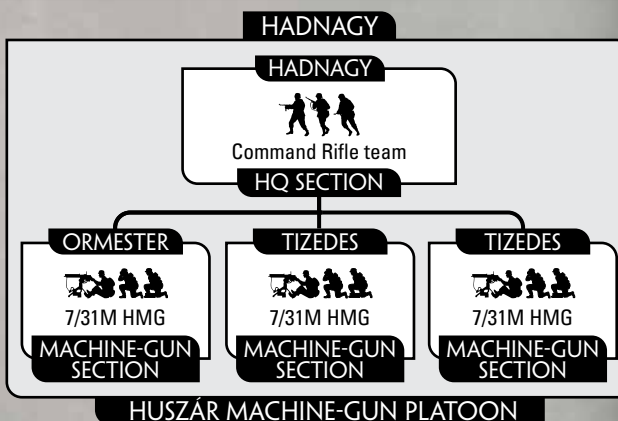 HADNAGY
HADNAGY
Command Rifle team
HQ SECTION
ORMESTER
7/31M HMG
MACHINE-GUN
SECTION
TIZEDES
7/31M HMG
MACHINE-GUN
SECTION
TIZEDES
7/31M HMG
MACHINE-GUN
SECTION
HUSZÁR MACHINE-GUN PLATOON